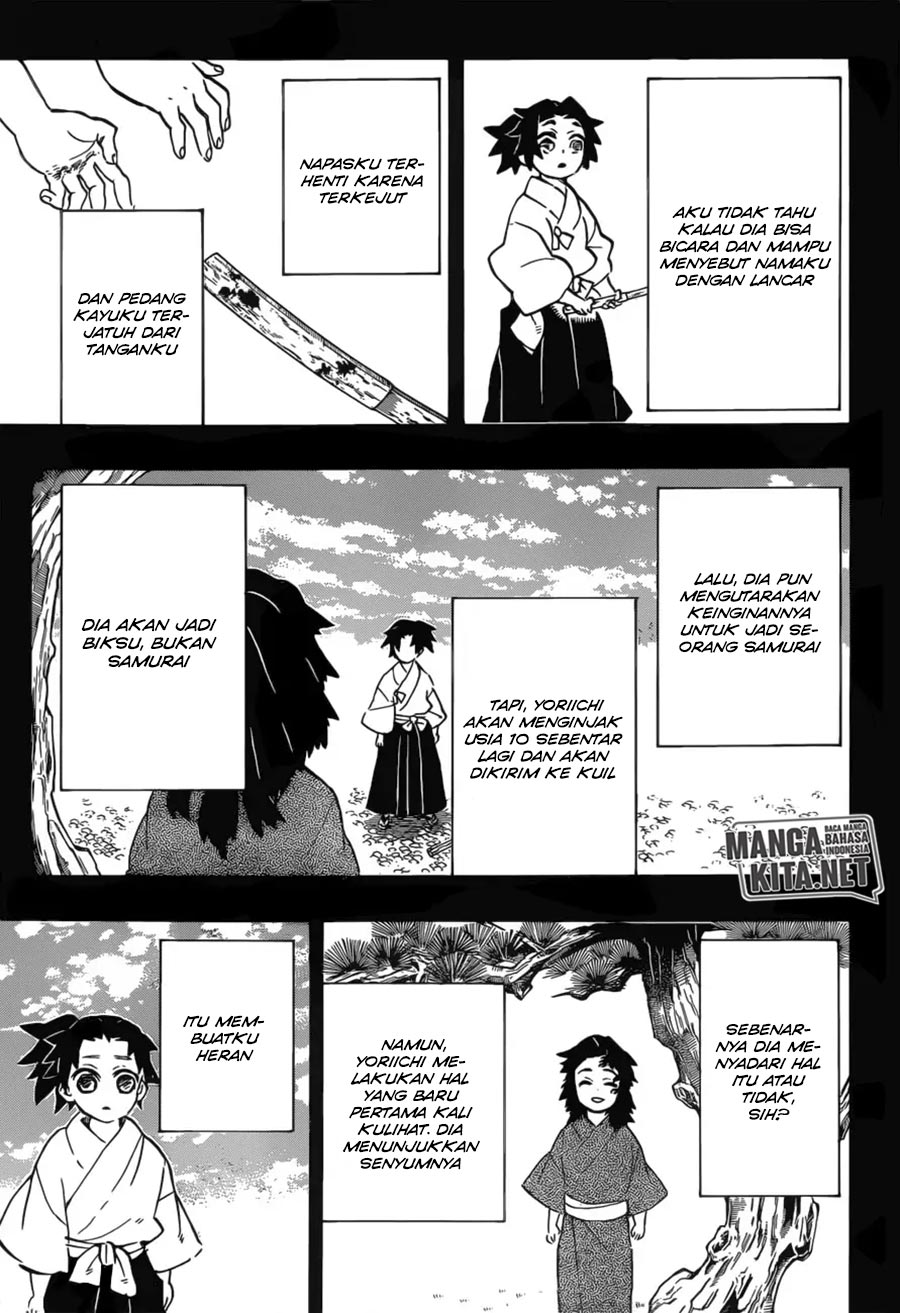 AKU TIDAK TAHU
KALAU DIA BISA
BICARA DAN MAMPU
MENYEBUT NAMAKU
DENGAN LANCAR
NAPASKU TER-
HENTI KARENA
TERKEJUT
DAN PEDANG
KAYUKU TER-
JATUH DARI
TANGANKU
LALU, DIA PUN
MENGUTARAKAN
KEINGINANNYA
UNTUK JADI SE-
ORANG SAMURAI
TAPI, YORIICHI
AKAN MENGINJAK
USIA 10 SEBENTAR
LAGI DAN AKAN
DIKIRIM KE KUIL
DIA AKAN JADI
BIKSU, BUKAN
SAMURAI
MANGA
KITA.NET
BACA MANGA
BAHASA
INDONESIA
SEBENAR-
NYA DIA ME-
NYADARI HAL
ITU ATAU
TIDAK,
SIH?
NAMUN,
YORIICHI ME-
LAKUKAN HAL
YANG BARU
PERTAMA KALI
KULIHAT. DIA
MENUNJUKKAN
SENYUMNYA
ITU MEM-
BUATKU
HERAN